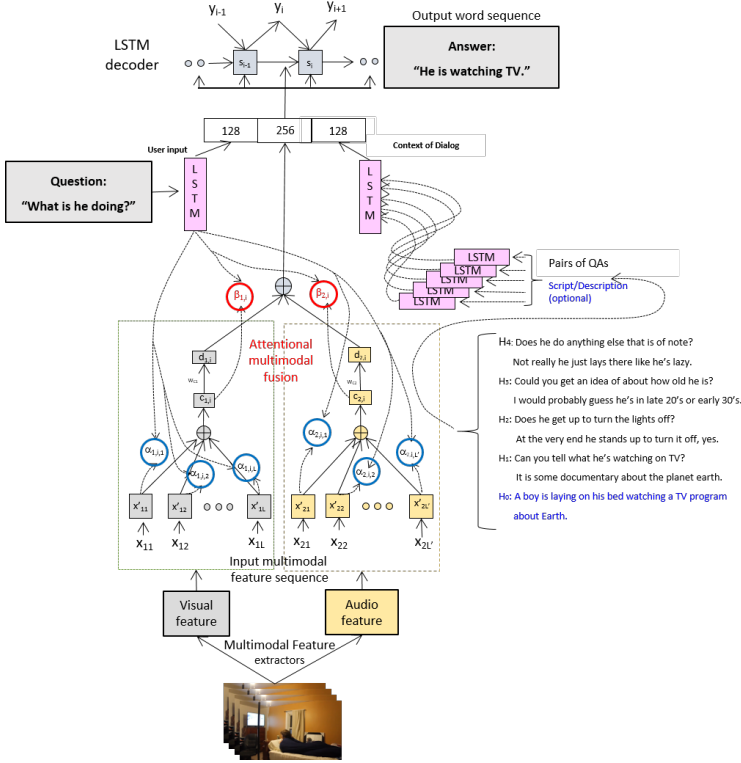 y_{i-1}
y_i
y_{i+1}
Output word sequence
LSTM
decoder
s_{i-1}
s_i
Answer:
“He is watching TV.”
128
256
128
User input
Context of Dialog
Question:
“What is he doing?”
LSTM
LSTM
LSTM
LSTM
LSTM
LSTM
Pairs of QAs
Script/Description
(optional)
β_{1,i}
β_{2,i}
Attentional
multimodal
fusion
d_{1,i}
d_{2,i}
c_{1,i}
c_{2,i}
α_{1,i,1}
α_{1,i,2}
α_{1,i,L}
α_{2,i,1}
α_{2,i,2}
x'_{11}
x'_{12}
x'_{1L}
x'_{21}
x'_{22}
x'_{2L'}
x_{11}
x_{12}
x_{1L}
x_{21}
x_{22}
x_{2L'}
H₄: Does he do anything else that is of note?
Not really he just lays there like he’s lazy.
H₃: Could you get an idea of about how old he is?
I would probably guess he’s in late 20’s or early 30’s.
H₂: Does he get up to turn the lights off?
At the very end he stands up to turn it off, yes.
H₁: Can you tell what he’s watching on TV?
It is some documentary about the planet earth.
H₀: A boy is laying on his bed watching a TV program
about Earth.
Input multimodal
feature sequence
Visual
feature
Audio
feature
Multimodal Feature
extractors